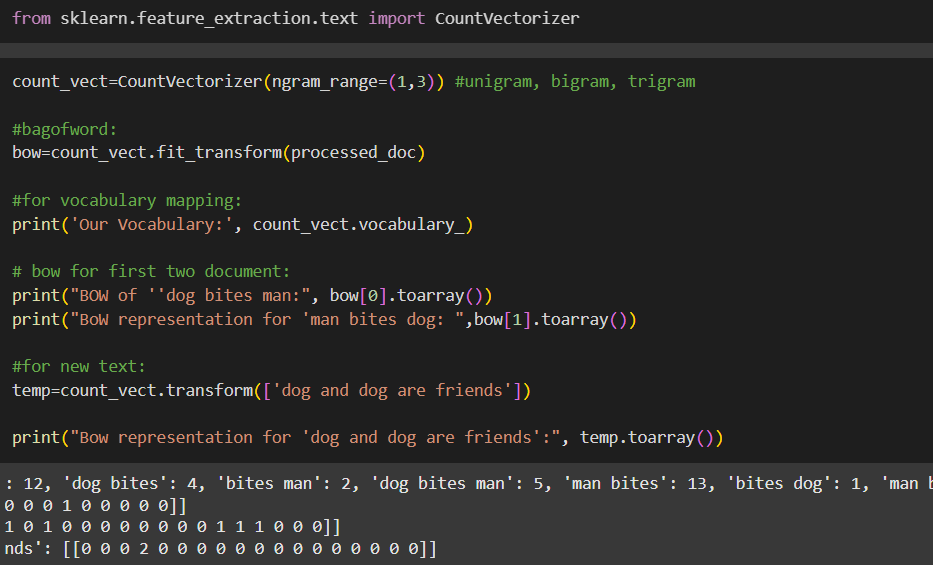 from sklearn.feature_extraction.text import CountVectorizer
count_vect=CountVectorizer(ngram_range=(1,3)) #unigram, bigram, trigram
#bagofword:
bow=count_vect.fit_transform(processed_doc)
#for vocabulary mapping:
print('Our Vocabulary:', count_vect.vocabulary_)
# bow for first two document:
print("BOW of ''dog bites man:", bow[0].toarray())
print("BoW representation for 'man bites dog: ",bow[1].toarray())
#for new text:
temp=count_vect.transform(['dog and dog are friends'])
print("Bow representation for 'dog and dog are friends':", temp.toarray())
: 12, 'dog bites': 4, 'bites man': 2, 'dog bites man': 5, 'man bites': 13, 'bites dog': 1, 'man b
0 0 0 1 0 0 0 0 0]]
1 0 1 0 0 0 0 0 0 0 0 1 1 1 0 0 0]]
nds': [[0 0 0 2 0 0 0 0 0 0 0 0 0 0 0 0 0 0]]